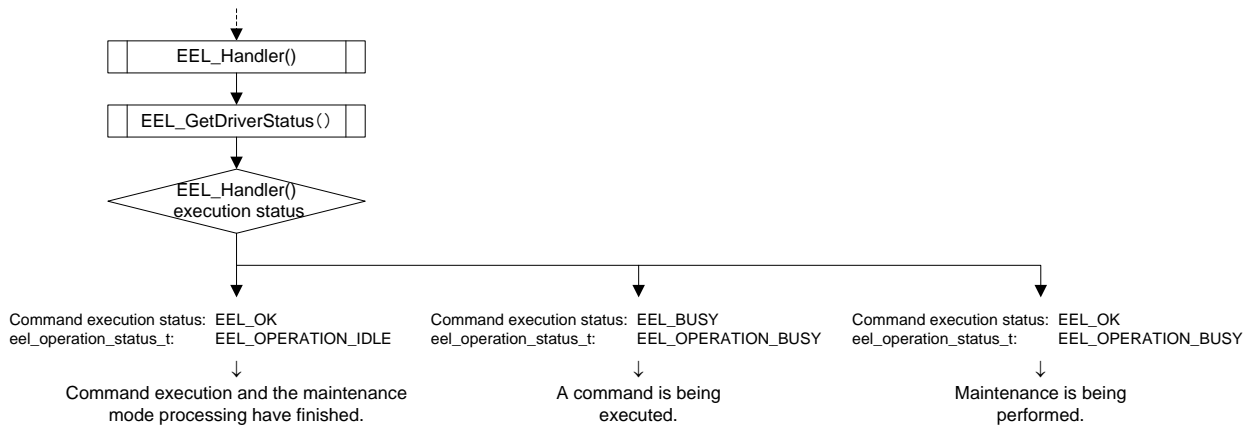 EEL_Handler()
EEL_GetDriverStatus()
EEL_Handler()
execution status
Command execution status: EEL_OK
eel_operation_status_t: EEL_OPERATION_IDLE
↓
Command execution and the maintenance
mode processing have finished.
Command execution status: EEL_BUSY
eel_operation_status_t: EEL_OPERATION_BUSY
↓
A command is being
executed.
Command execution status: EEL_OK
eel_operation_status_t: EEL_OPERATION_BUSY
↓
Maintenance is being
performed.